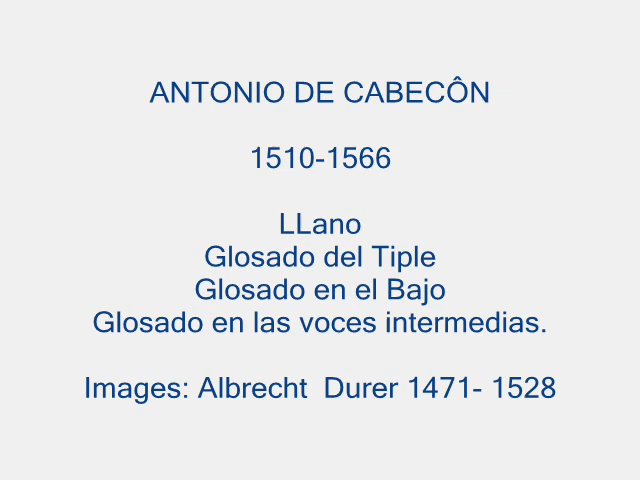 ANTONIO DE CABECÔN
1510-1566
LLano
Glosado del Tiple
Glosado en el Bajo
Glosado en las voces intermedias.
Images: Albrecht  Durer 1471- 1528